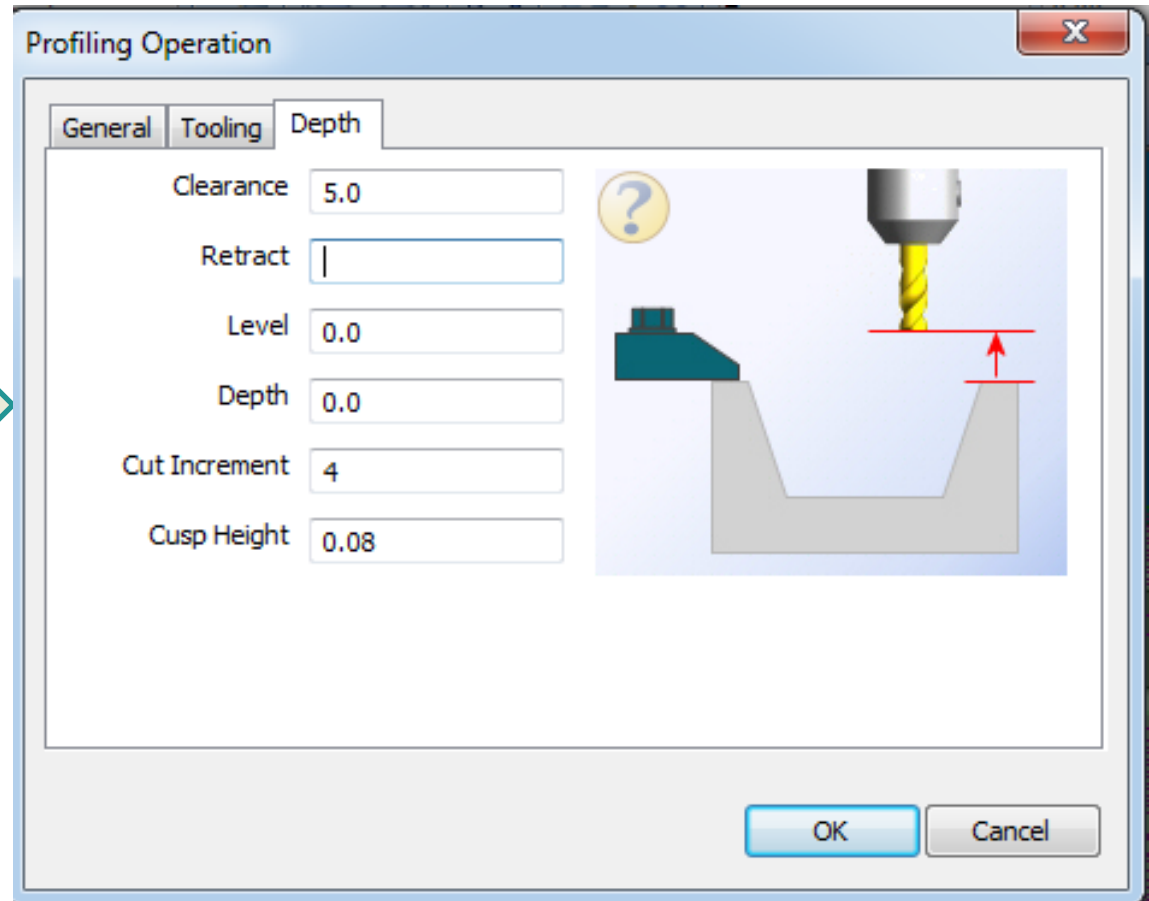 Profiling Operation
General Tooling Depth
Clearance 5.0
Retract
Level 0.0
Depth 0.0
Cut Increment 4
Cusp Height 0.08
?
OK Cancel